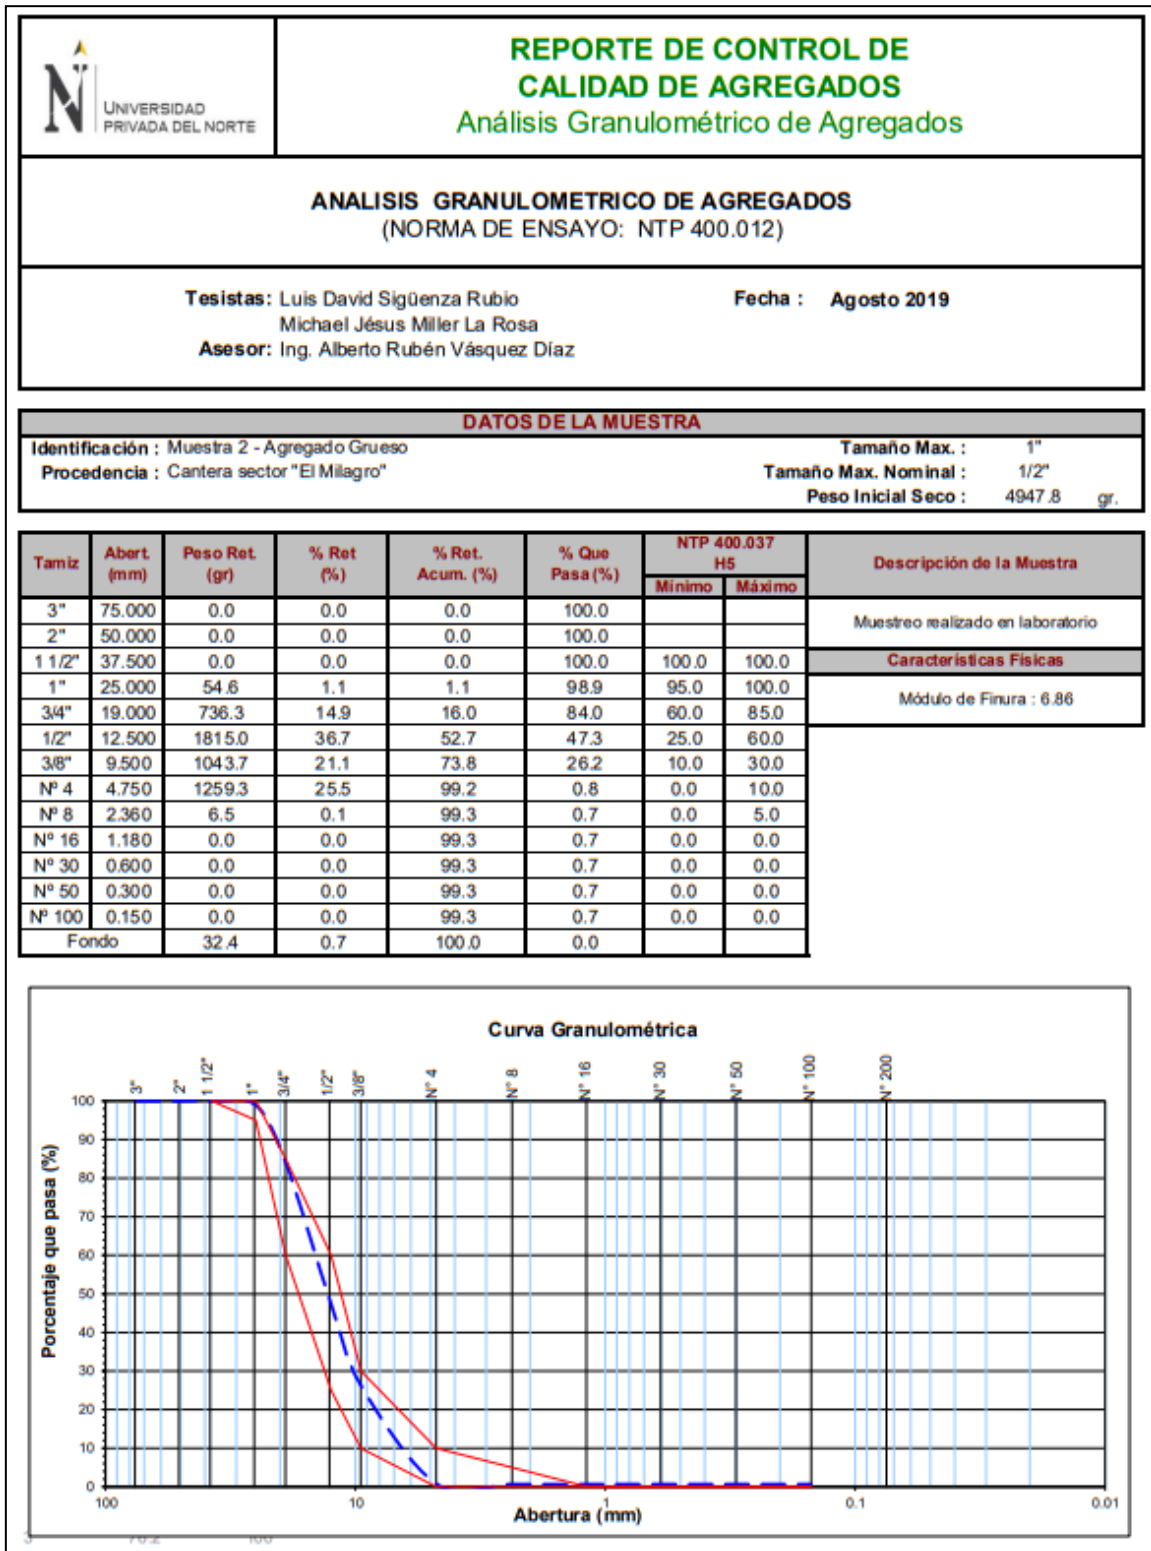 UNIVERSIDAD
PRIVADA DEL NORTE
REPORTE DE CONTROL DE
CALIDAD DE AGREGADOS
Análisis Granulométrico de Agregados
ANALISIS GRANULOMETRICO DE AGREGADOS
(NORMA DE ENSAYO: NTP 400.012)
Tesistas: Luis David Sigüenza Rubio Fecha : Agosto 2019
Michael Jésus Miller La Rosa
Asesor: Ing. Alberto Rubén Vásquez Díaz
DATOS DE LA MUESTRA
Identificación : Muestra 2 - Agregado Grueso Tamaño Max. : 1"
Procedencia : Cantera sector "El Milagro" Tamaño Max. Nominal : 1/2"
Peso Inicial Seco : 4947.8 gr.
Tamiz Abert. (mm) Peso Ret. (gr) % Ret (%) % Ret. Acum. (%) % Que Pasa (%) NTP 400.037 H5 Descripción de la Muestra
Mínimo Máximo
3" 75.000 0.0 0.0 0.0 100.0
2" 50.000 0.0 0.0 0.0 100.0
Muestreo realizado en laboratorio
1 1/2" 37.500 0.0 0.0 0.0 100.0 100.0 100.0 Características Físicas
1" 25.000 54.6 1.1 1.1 98.9 95.0 100.0
Módulo de Finura : 6.86
3/4" 19.000 736.3 14.9 16.0 84.0 60.0 85.0
1/2" 12.500 1815.0 36.7 52.7 47.3 25.0 60.0
3/8" 9.500 1043.7 21.1 73.8 26.2 10.0 30.0
Nº 4 4.750 1259.3 25.5 99.2 0.8 0.0 10.0
Nº 8 2.360 6.5 0.1 99.3 0.7 0.0 5.0
Nº 16 1.180 0.0 0.0 99.3 0.7 0.0 0.0
Nº 30 0.600 0.0 0.0 99.3 0.7 0.0 0.0
Nº 50 0.300 0.0 0.0 99.3 0.7 0.0 0.0
Nº 100 0.150 0.0 0.0 99.3 0.7 0.0 0.0
Fondo 32.4 0.7 100.0 0.0
Curva Granulométrica
3" 2" 1 1/2" 1" 3/4" 1/2" 3/8" N° 4 N° 8 N° 16 N° 30 N° 50 N° 100 N° 200
Porcentaje que pasa (%)
100
90
80
70
60
50
40
30
20
10
0
100 10 1 0.1 0.01
Abertura (mm)